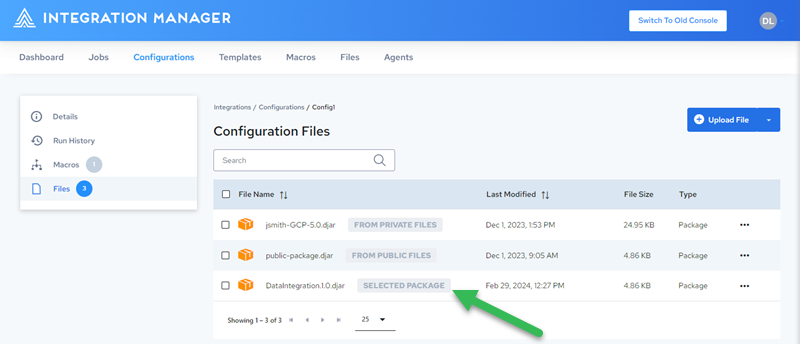 INTEGRATION MANAGER
Switch To Old Console
DL
Dashboard Jobs Configurations Templates Macros Files Agents
Details
Run History
Macros 1
Files 3
Integrations / Configurations / Config1
Configuration Files
Upload File
Search
File Name Last Modified File Size Type
jsmith-GCP-5.0.djar FROM PRIVATE FILES Dec 1, 2023, 1:53 PM 24.95 KB Package
public-package.djar FROM PUBLIC FILES Dec 1, 2023, 9:05 AM 4.86 KB Package
DataIntegration.1.0.djar SELECTED PACKAGE Feb 29, 2024, 12:27 PM 4.86 KB Package
Showing 1 – 3 of 3 25